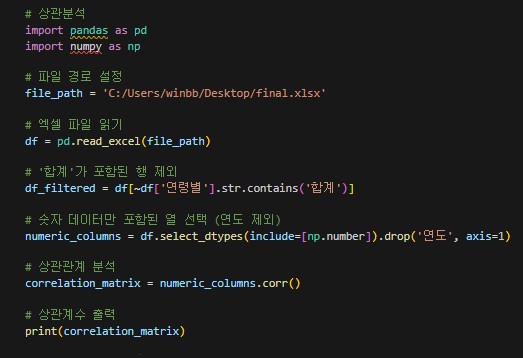 # 상관분석
import pandas as pd
import numpy as np
# 파일 경로 설정
file_path = 'C:/Users/winbb/Desktop/final.xlsx'
# 엑셀 파일 읽기
df = pd.read_excel(file_path)
# '합계'가 포함된 행 제외
df_filtered = df[~df['연령별'].str.contains('합계')]
# 숫자 데이터만 포함된 열 선택 (연도 제외)
numeric_columns = df.select_dtypes(include=[np.number]).drop('연도', axis=1)
# 상관관계 분석
correlation_matrix = numeric_columns.corr()
# 상관계수 출력
print(correlation_matrix)